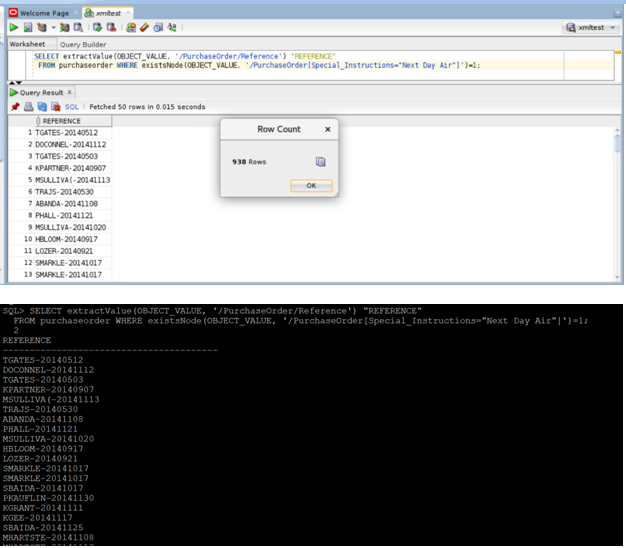 Welcome Page xmltest
xmltest
Worksheet Query Builder
SELECT extractValue(OBJECT_VALUE, '/PurchaseOrder/Reference') "REFERENCE"
FROM purchaseorder WHERE existsNode(OBJECT_VALUE, '/PurchaseOrder[Special_Instructions="Next Day Air"]')=1;
Query Result x
SQL | Fetched 50 rows in 0.015 seconds
REFERENCE
1 TGATES-20140512
2 DOCONNEL-20141112
3 TGATES-20140503
4 KPARTNER-20140907
5 MSULLIVA(-20141113
6 TRAJS-20140530
7 ABANDA-20141108
8 PHALL-20141121
9 MSULLIVA-20141020
10 HBLOOM-20140917
11 LOZER-20140921
12 SMARKLE-20141017
13 SMARKLE-20141017
Row Count
938 Rows
OK
SQL> SELECT extractValue(OBJECT_VALUE, '/PurchaseOrder/Reference') "REFERENCE"
FROM purchaseorder WHERE existsNode(OBJECT_VALUE, '/PurchaseOrder[Special_Instructions="Next Day Air"]')=1;
2
REFERENCE
----------------------------------------
TGATES-20140512
DOCONNEL-20141112
TGATES-20140503
KPARTNER-20140907
MSULLIVA(-20141113
TRAJS-20140530
ABANDA-20141108
PHALL-20141121
MSULLIVA-20141020
HBLOOM-20140917
LOZER-20140921
SMARKLE-20141017
SMARKLE-20141017
SBAIDA-20141017
PKAUFLIN-20141130
KGRANT-20141111
KGEE-20141117
SBAIDA-20141125
MHARTSTE-20141108